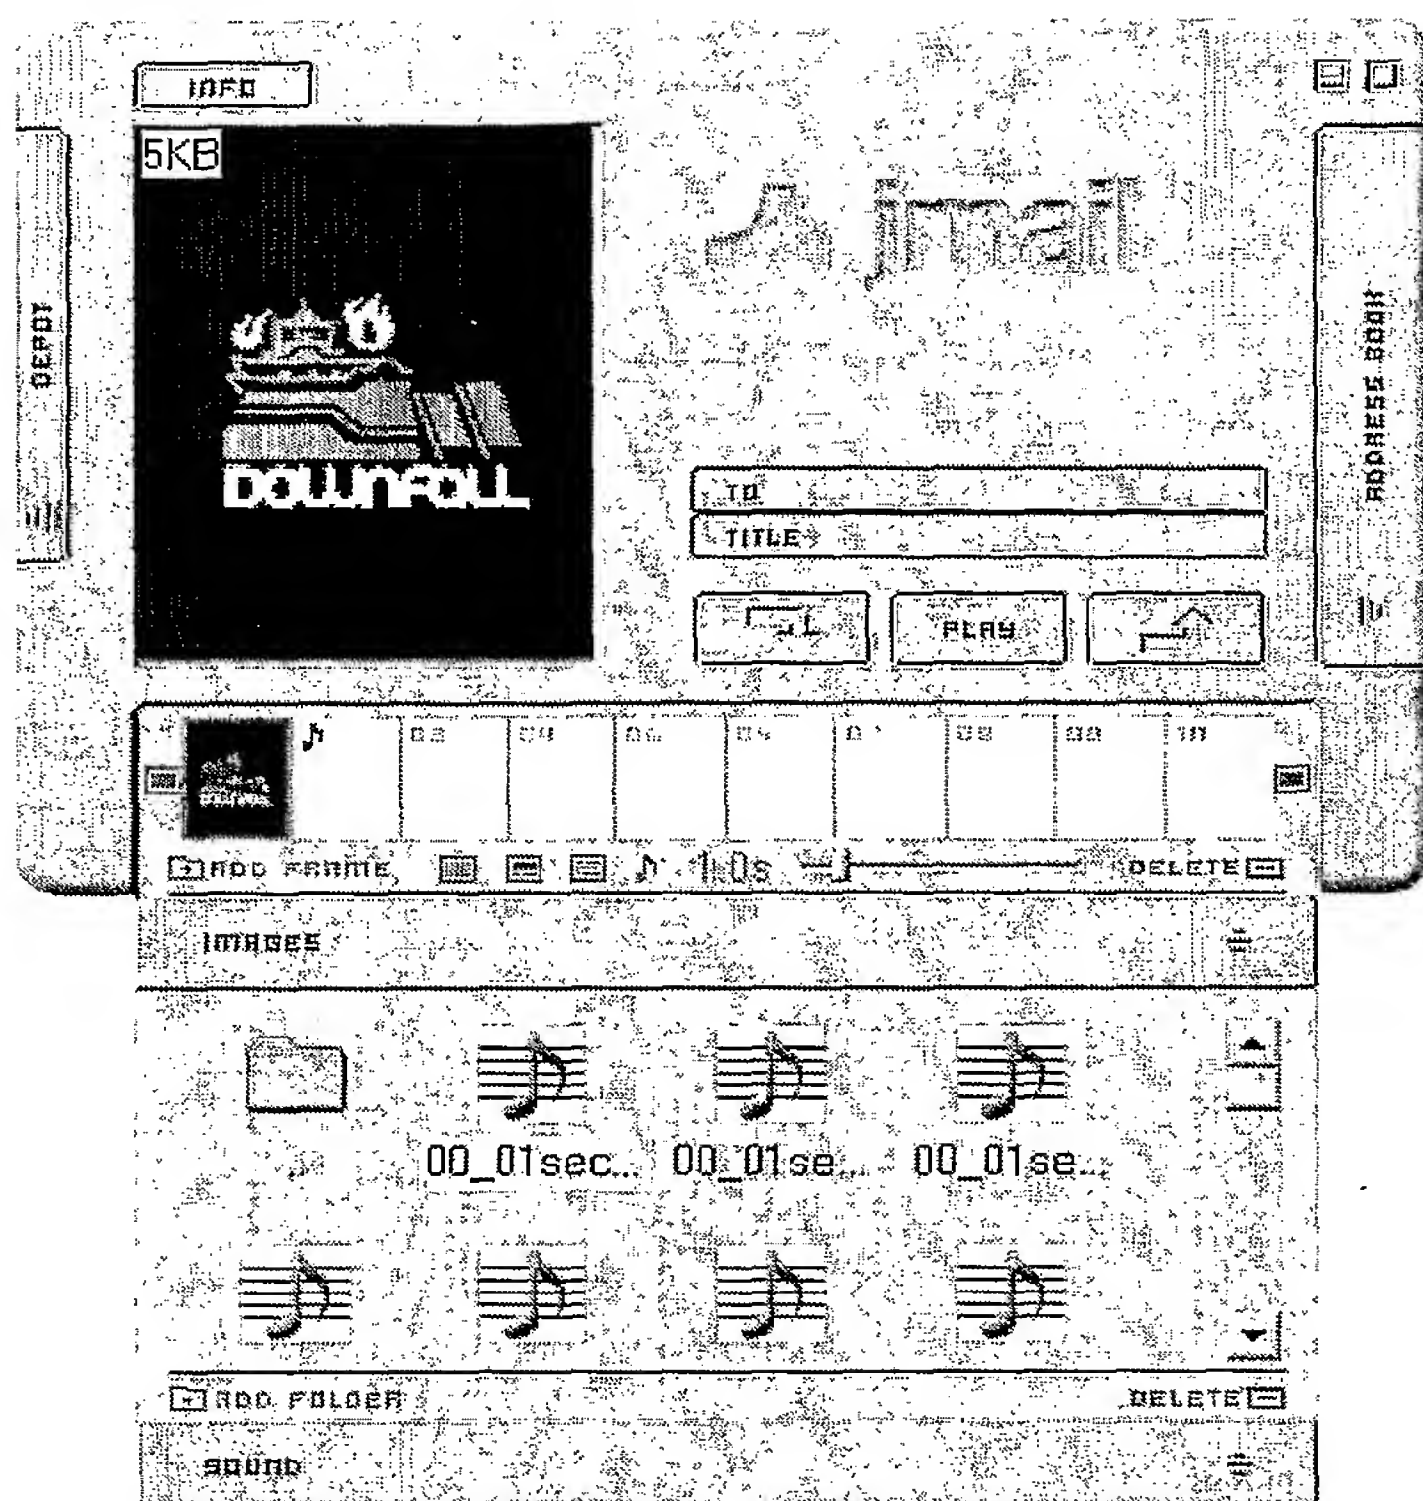 INFO
5KB
jmail
DEPOT
ADDRESS BOOK
DOWNFALL
TO
TITLE
PLAY
ADD FRAME
1.0s
DELETE
IMAGES
00_01sec...
00_01se...
00_01se...
ADD FOLDER
DELETE
SOUND